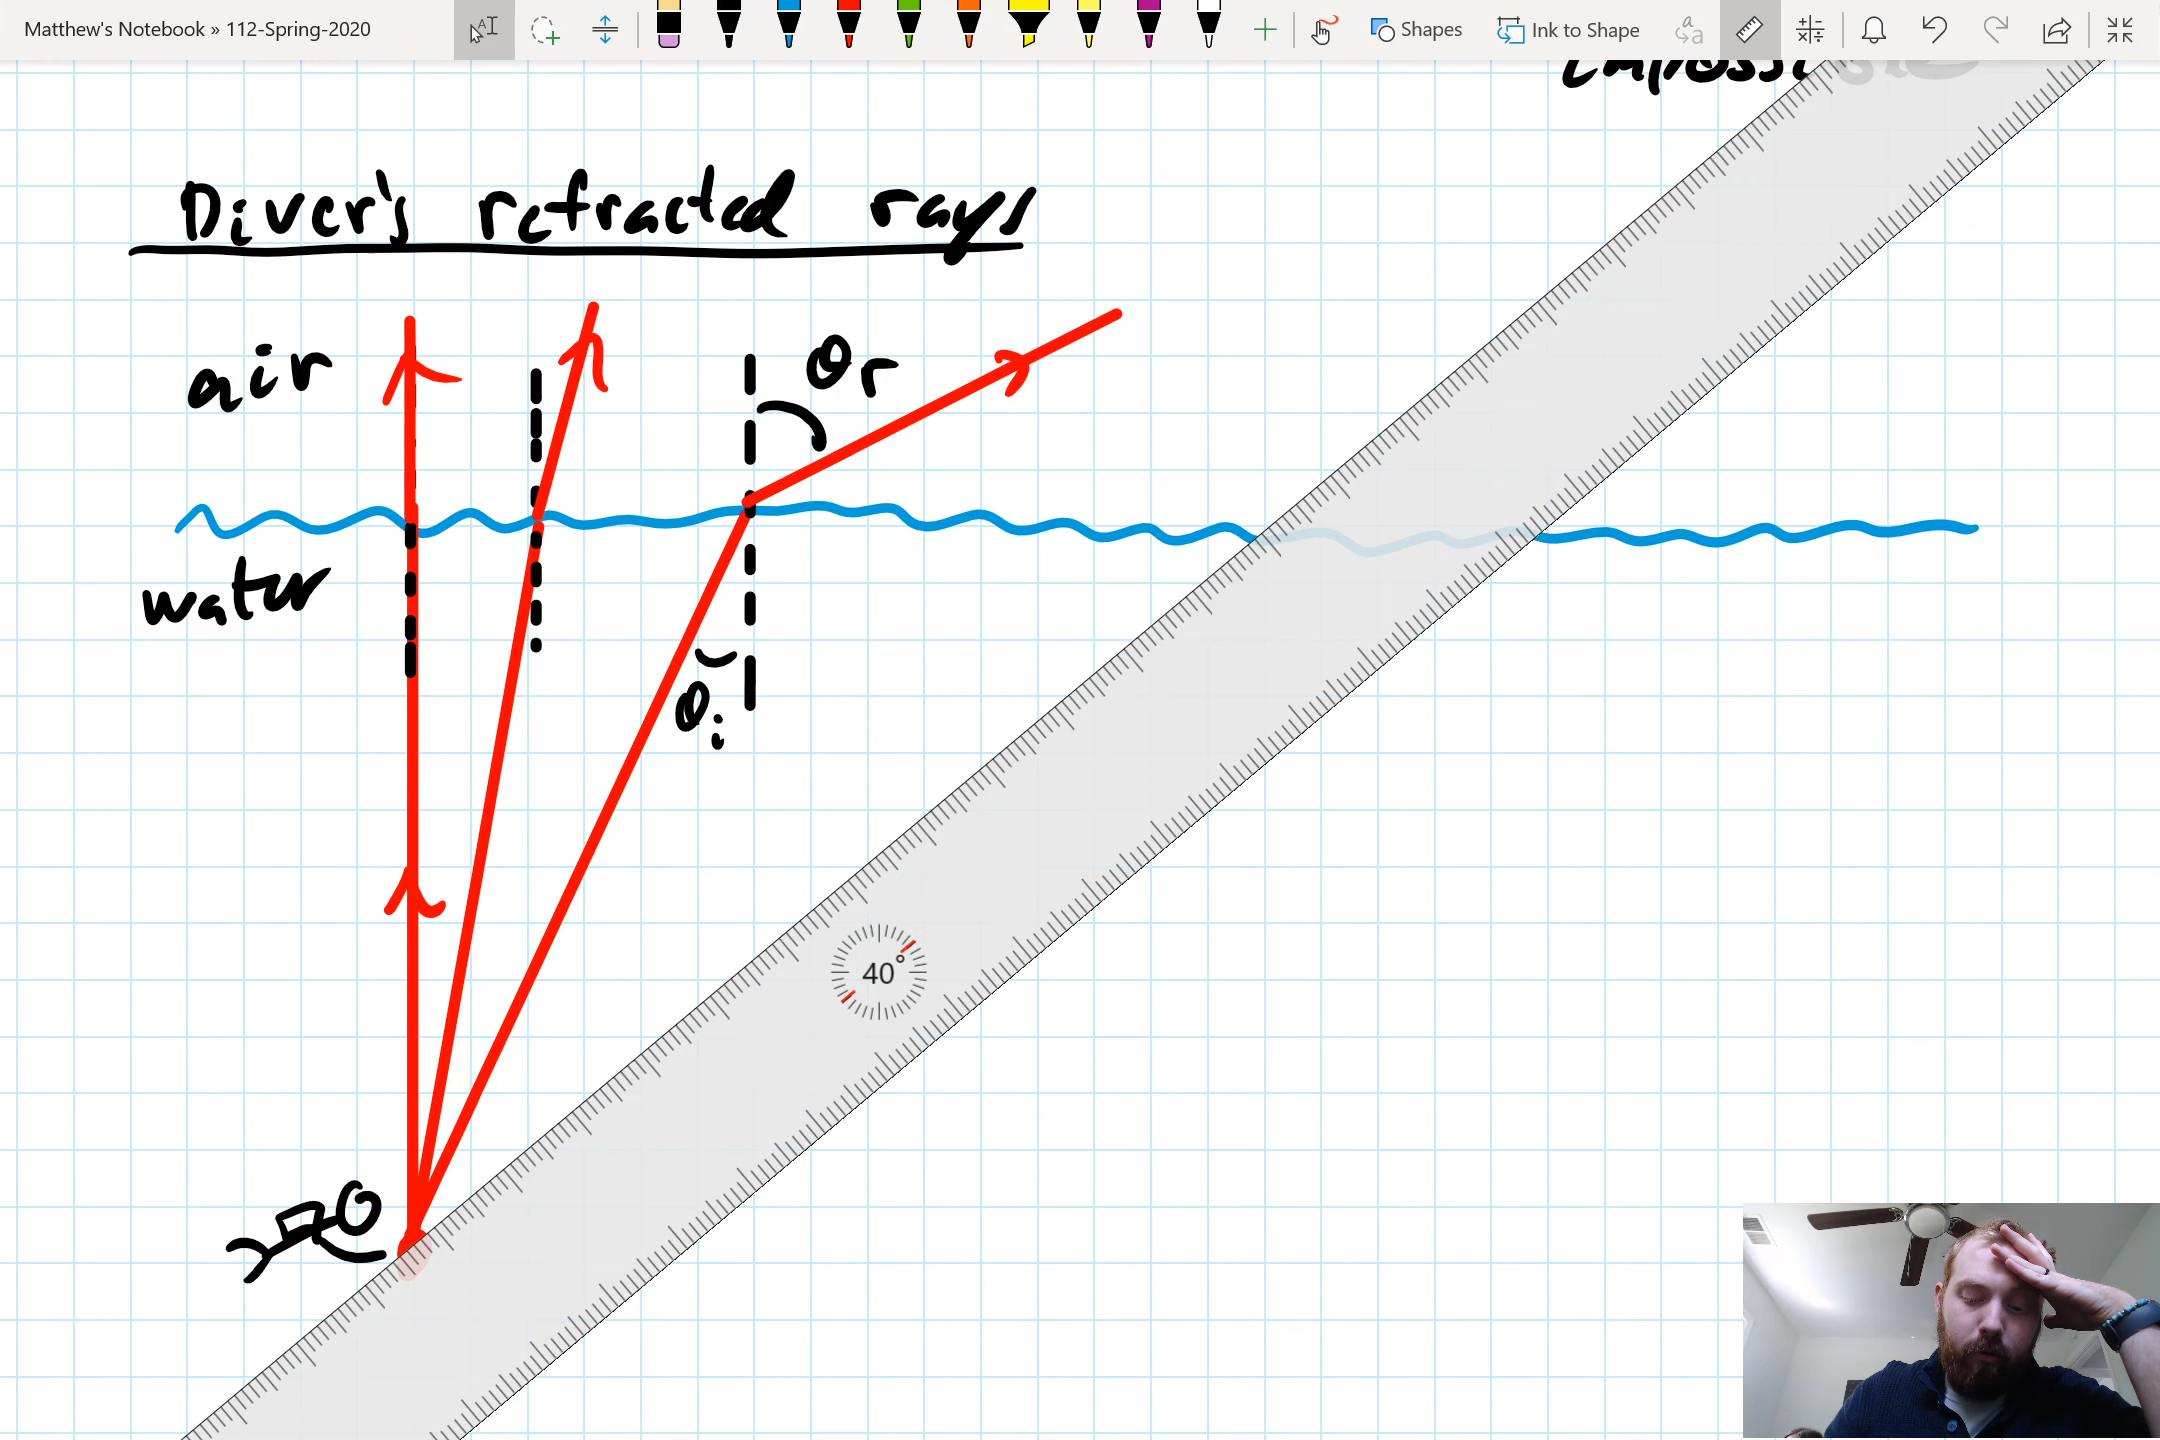 Matthew's Notebook » 112-Spring-2020
Shapes
Ink to Shape
Diver's refracted rays
air
θr
water
θi
40°